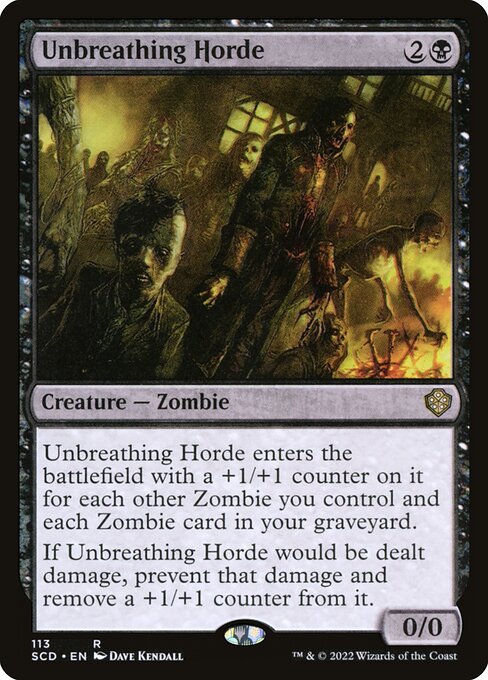 Unbreathing Horde 2
Creature — Zombie
Unbreathing Horde enters the
battlefield with a +1/+1 counter on it
for each other Zombie you control and
each Zombie card in your graveyard.
If Unbreathing Horde would be dealt
damage, prevent that damage and
remove a +1/+1 counter from it.
0/0
113 R
SCD • EN Dave Kendall ™ & © 2022 Wizards of the Coast